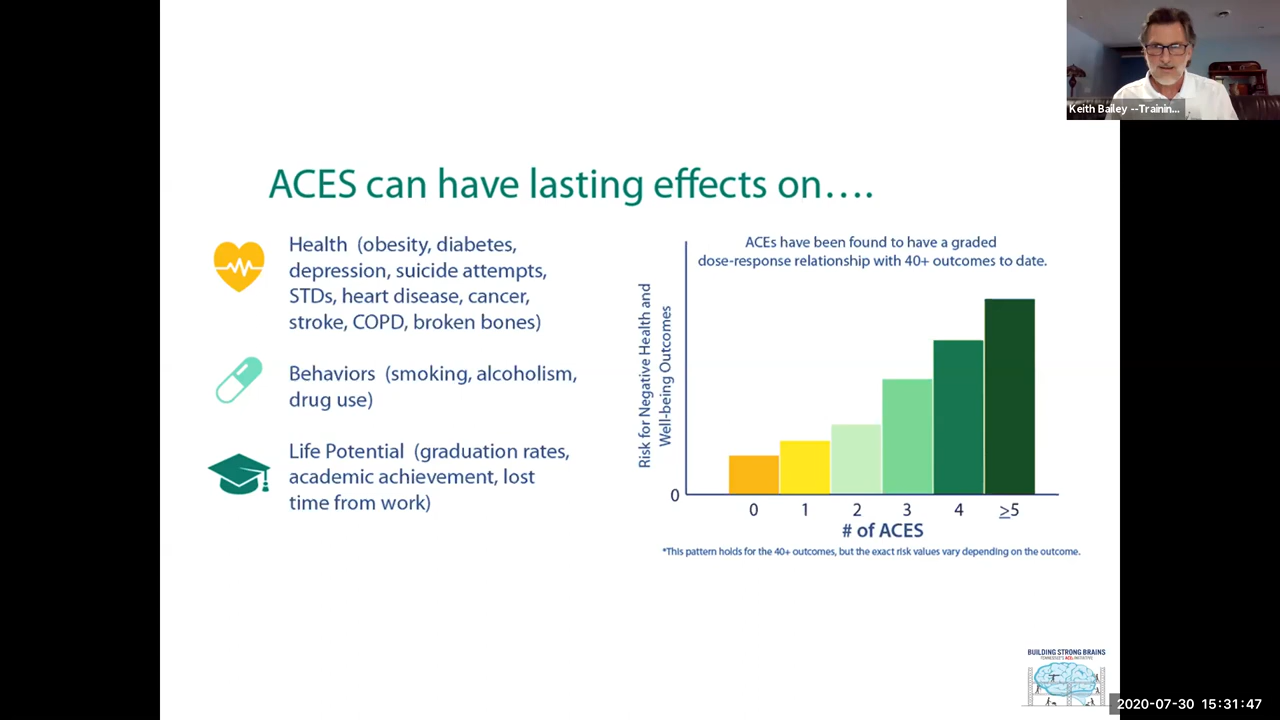 Keith Bailey --Trainin...
ACES can have lasting effects on....
Health (obesity, diabetes,
depression, suicide attempts,
STDs, heart disease, cancer,
stroke, COPD, broken bones)
Behaviors (smoking, alcoholism,
drug use)
Life Potential (graduation rates,
academic achievement, lost
time from work)
ACEs have been found to have a graded
dose-response relationship with 40+ outcomes to date.
Risk for Negative Health and
Well-being Outcomes
0
0 1 2 3 4 ≥5
# of ACES
*This pattern holds for the 40+ outcomes, but the exact risk values vary depending on the outcome.
BUILDING STRONG BRAINS
TENNESSEE'S ACEs INITIATIVE
2020-07-30 15:31:47